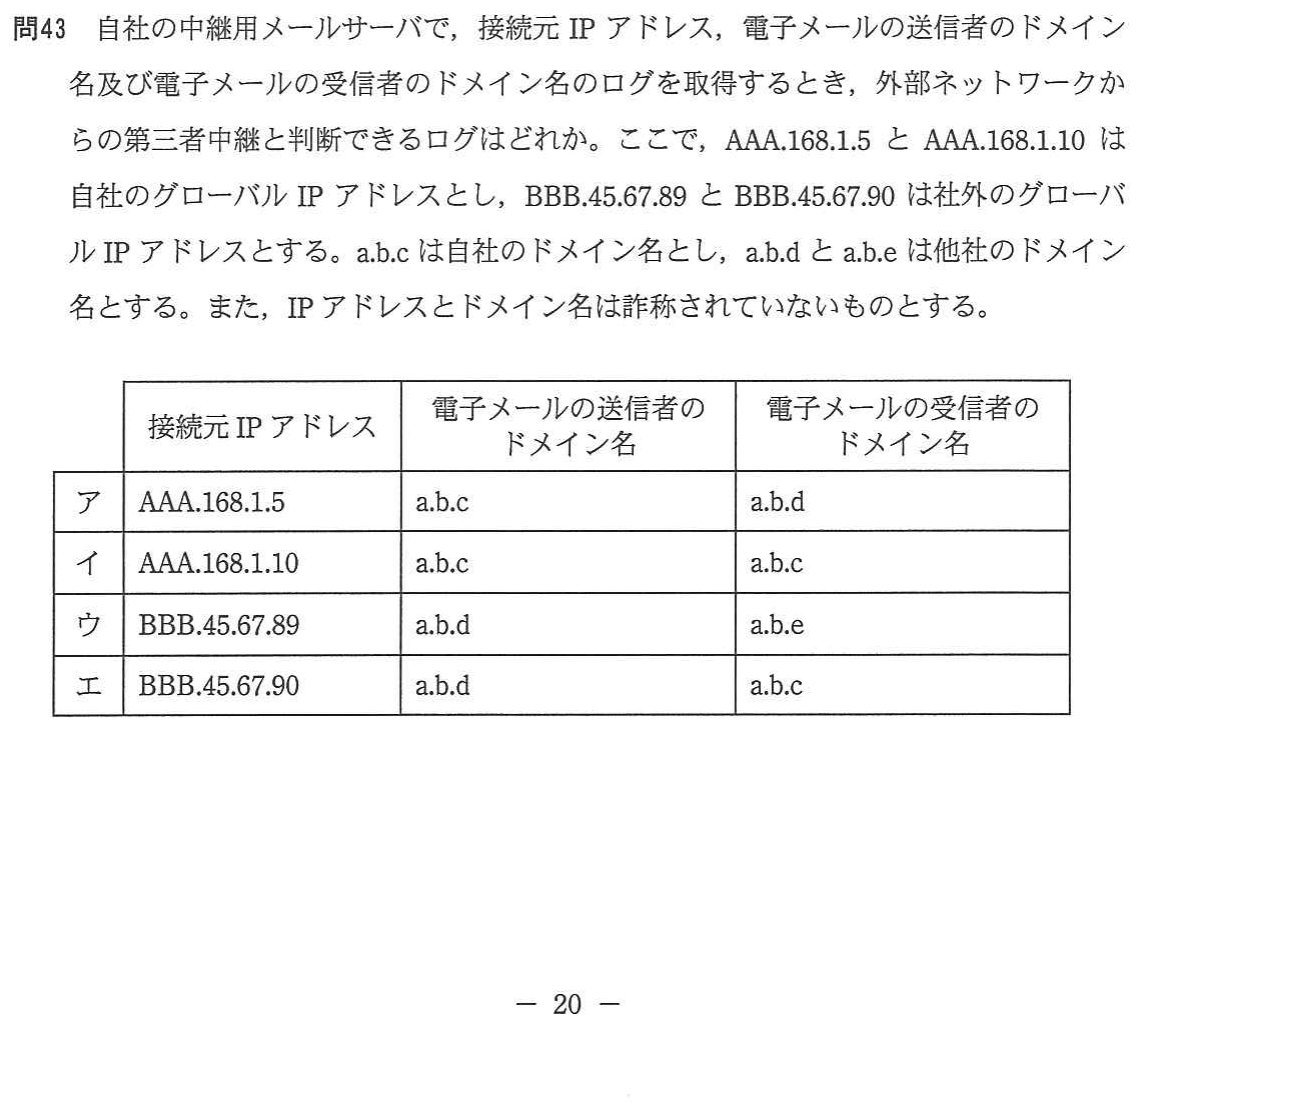 問43 自社の中継用メールサーバで，接続元 IP アドレス，電子メールの送信者のドメイン
名及び電子メールの受信者のドメイン名のログを取得するとき，外部ネットワークか
らの第三者中継と判断できるログはどれか。ここで，AAA.168.1.5 と AAA.168.1.10 は
自社のグローバル IP アドレスとし，BBB.45.67.89 と BBB.45.67.90 は社外のグローバ
ル IP アドレスとする。a.b.c は自社のドメイン名とし，a.b.d と a.b.e は他社のドメイン
名とする。また，IP アドレスとドメイン名は詐称されていないものとする。
接続元 IP アドレス 電子メールの送信者の 電子メールの受信者の
ドメイン名 ドメイン名
ア AAA.168.1.5 a.b.c a.b.d
イ AAA.168.1.10 a.b.c a.b.c
ウ BBB.45.67.89 a.b.d a.b.e
エ BBB.45.67.90 a.b.d a.b.c
－ 20 －